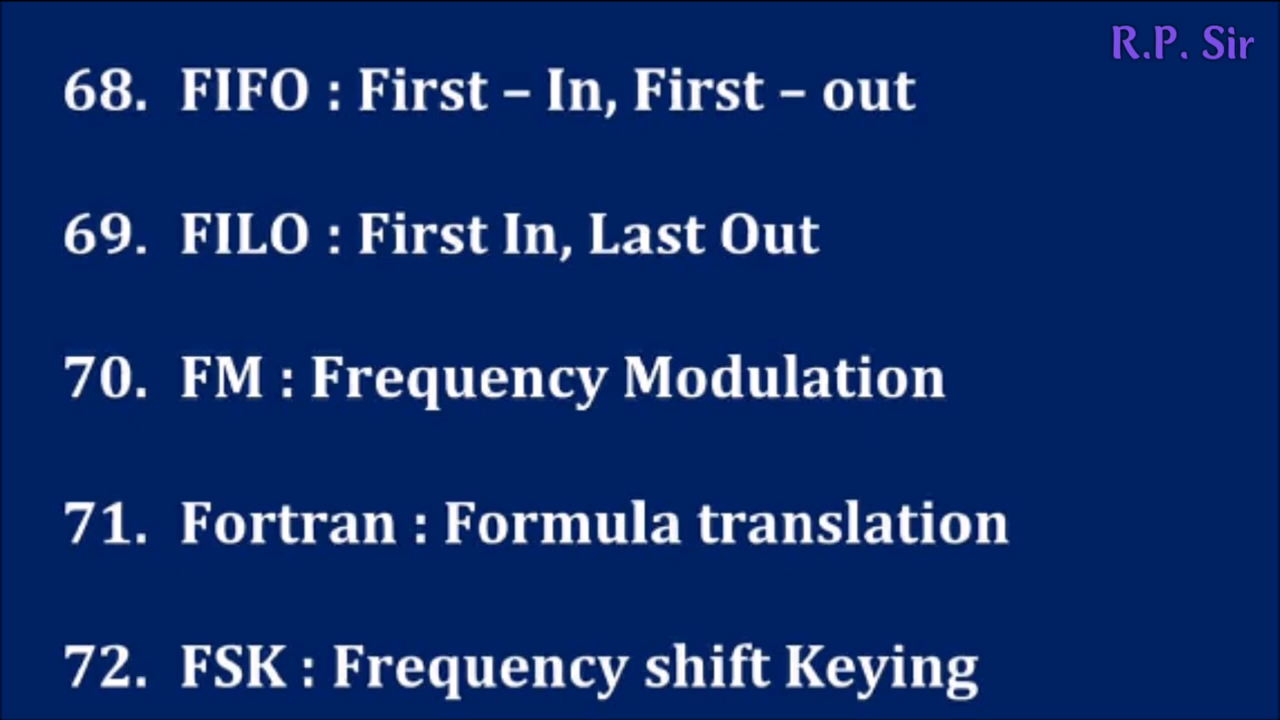 R.P. Sir
68. FIFO : First – In, First – out
69. FILO : First In, Last Out
70. FM : Frequency Modulation
71. Fortran : Formula translation
72. FSK : Frequency shift Keying